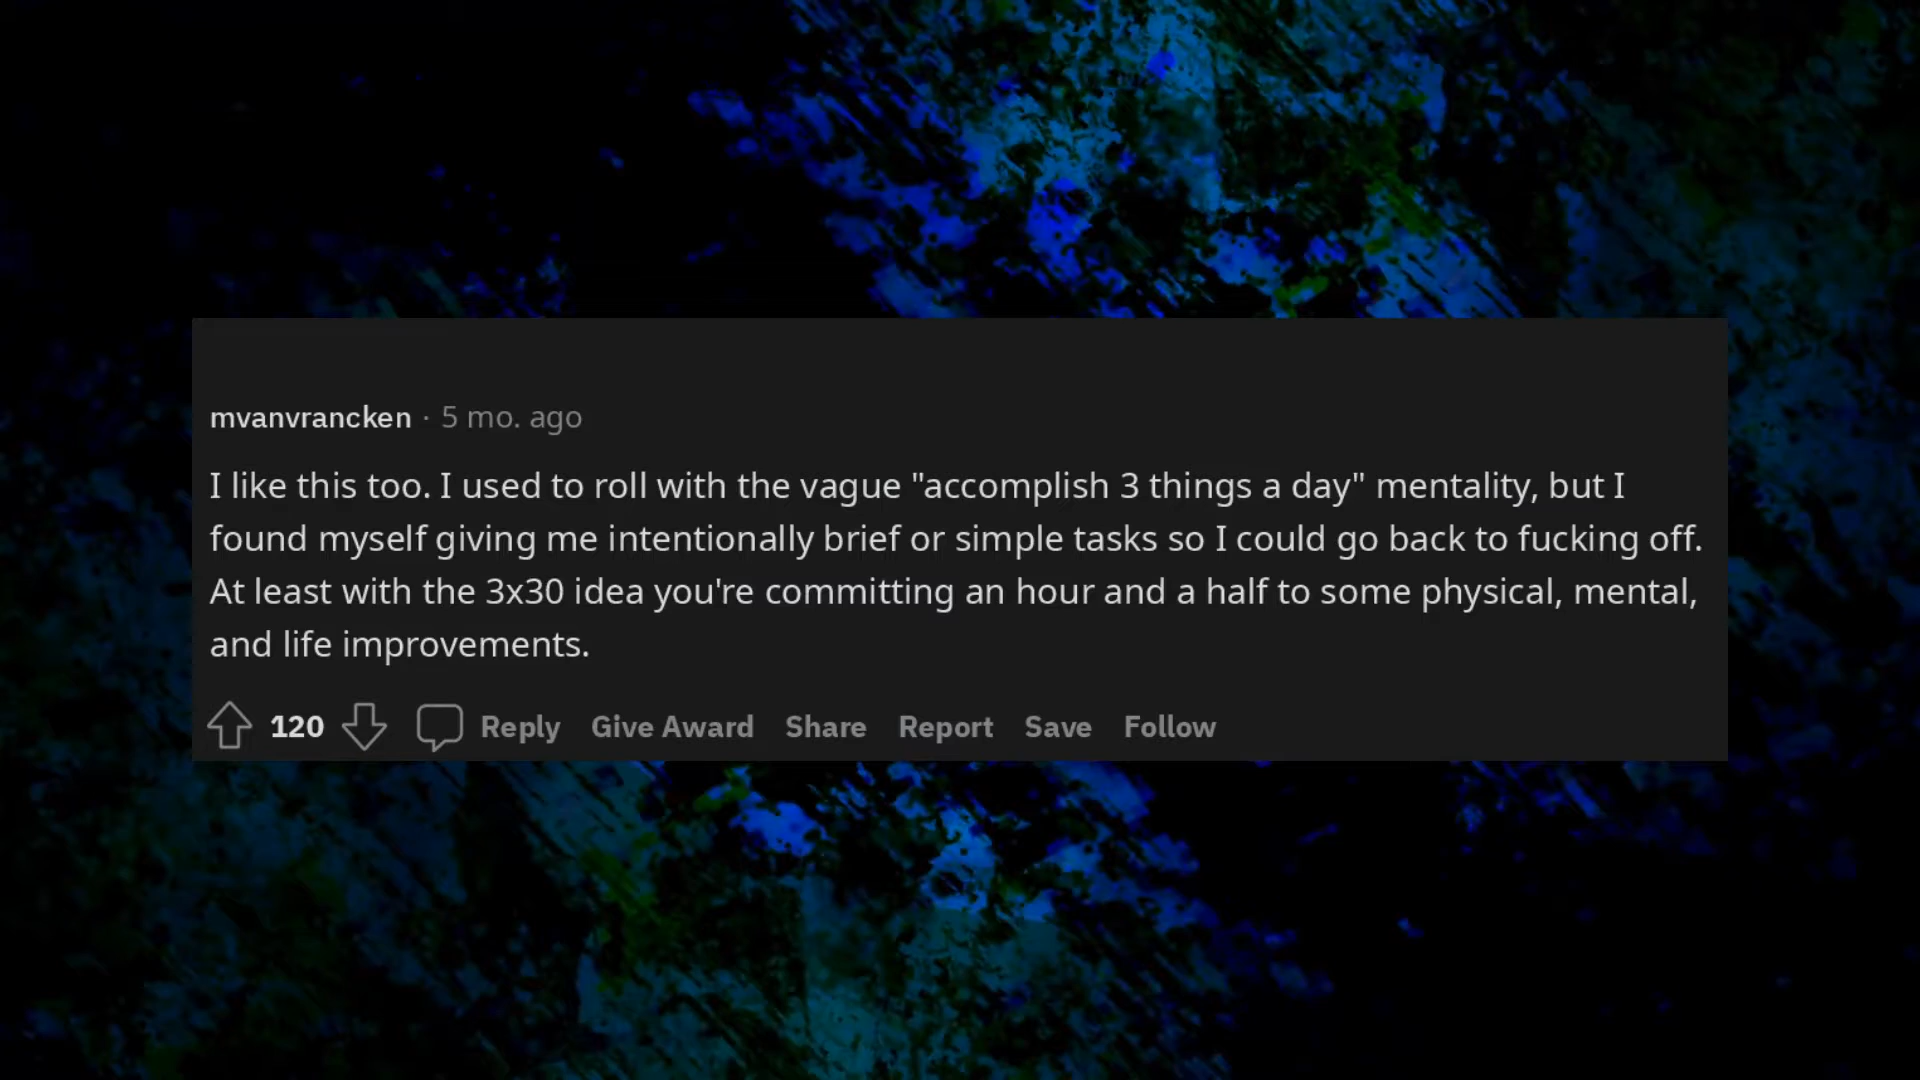 mvanvrancken · 5 mo. ago
I like this too. I used to roll with the vague "accomplish 3 things a day" mentality, but I
found myself giving me intentionally brief or simple tasks so I could go back to fucking off.
At least with the 3x30 idea you're committing an hour and a half to some physical, mental,
and life improvements.
120 Reply Give Award Share Report Save Follow